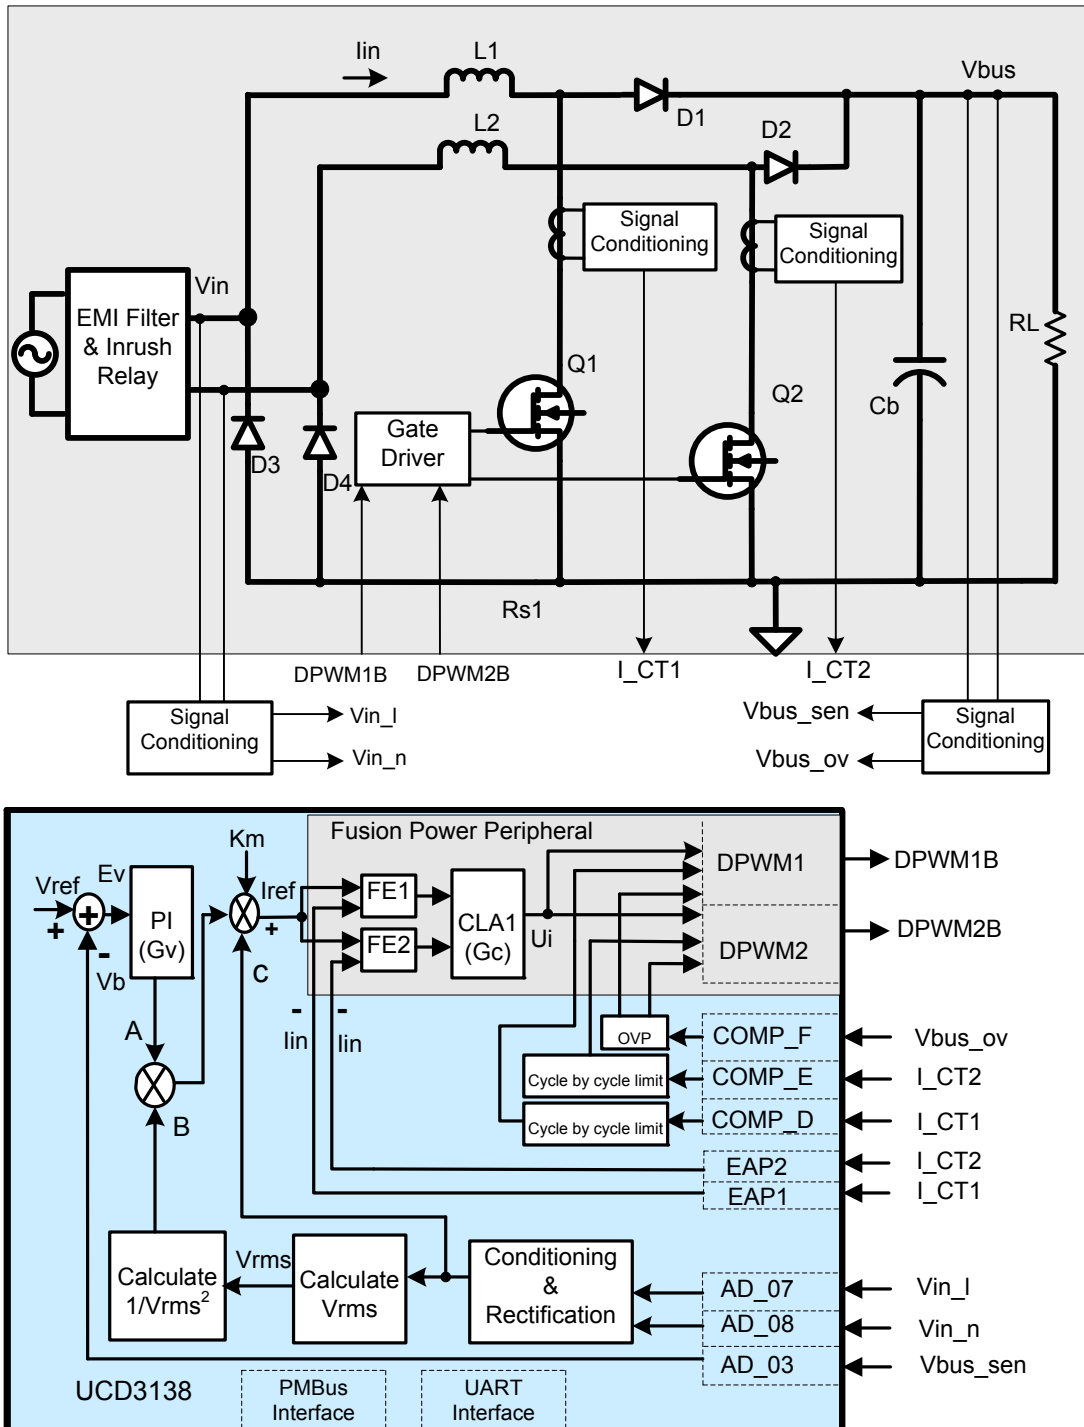 Iin
L1
Vbus
D1
L2
D2
Signal
Conditioning
Signal
Conditioning
Vin
EMI Filter
& Inrush
Relay
RL
Q1
Q2
Cb
Gate
Driver
D3
D4
Rs1
DPWM1B
DPWM2B
I_CT1
I_CT2
Signal
Conditioning
Vin_l
Vin_n
Vbus_sen
Vbus_ov
Signal
Conditioning
Fusion Power Peripheral
Km
Vref
+
+
-
Vb
Ev
PI
(Gv)
Iref
+
C
FE1
FE2
CLA1
(Gc)
Ui
DPWM1
DPWM2
DPWM1B
DPWM2B
-
Iin
-
Iin
A
B
OVP
COMP_F
Vbus_ov
Cycle by cycle limit
COMP_E
I_CT2
Cycle by cycle limit
COMP_D
I_CT1
EAP2
I_CT2
EAP1
I_CT1
Calculate
1/Vrms²
Vrms
Calculate
Vrms
Conditioning
&
Rectification
AD_07
Vin_l
AD_08
Vin_n
AD_03
Vbus_sen
UCD3138
PMBus
Interface
UART
Interface